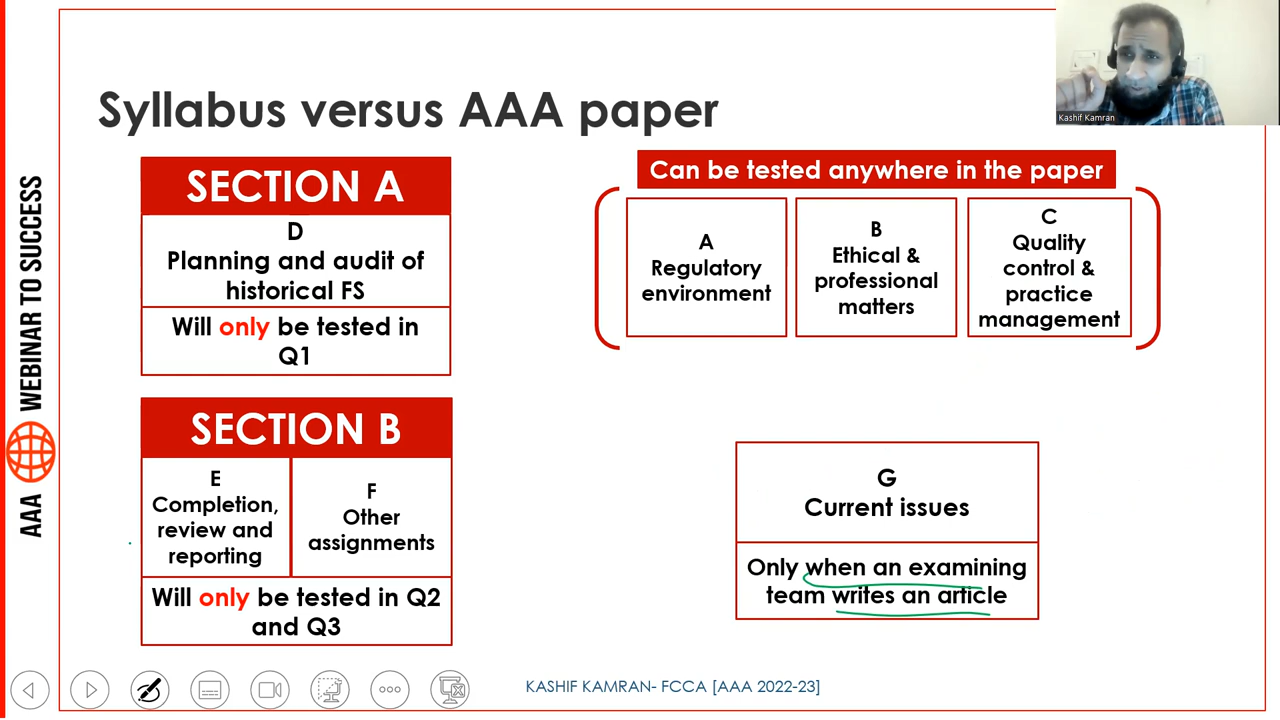 Syllabus versus AAA paper
Kashif Kamran
AAA WEBINAR TO SUCCESS
SECTION A
D
Planning and audit of
historical FS
Will only be tested in
Q1
Can be tested anywhere in the paper
A
Regulatory
environment
B
Ethical &
professional
matters
C
Quality
control &
practice
management
SECTION B
E
Completion,
review and
reporting
F
Other
assignments
Will only be tested in Q2
and Q3
G
Current issues
Only when an examining
team writes an article
KASHIF KAMRAN- FCCA [AAA 2022-23]